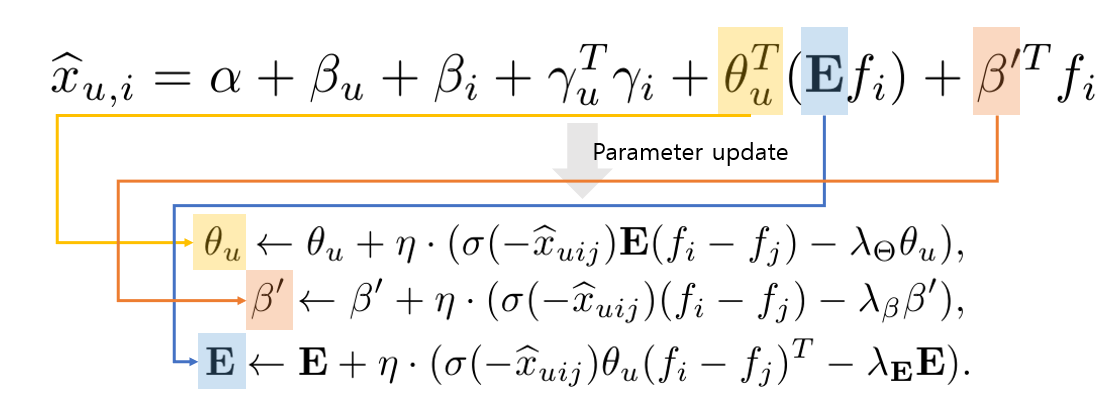 x̂_{u,i} = α + β_u + β_i + γ_u^T γ_i + θ_u^T (𝐄f_i) + β′^T f_i
Parameter update
θ_u ← θ_u + η · (σ(−x̂_{uij})𝐄(f_i − f_j) − λ_Θ θ_u),
β′ ← β′ + η · (σ(−x̂_{uij})(f_i − f_j) − λ_β β′),
𝐄 ← 𝐄 + η · (σ(−x̂_{uij})θ_u(f_i − f_j)^T − λ_𝐄 𝐄).